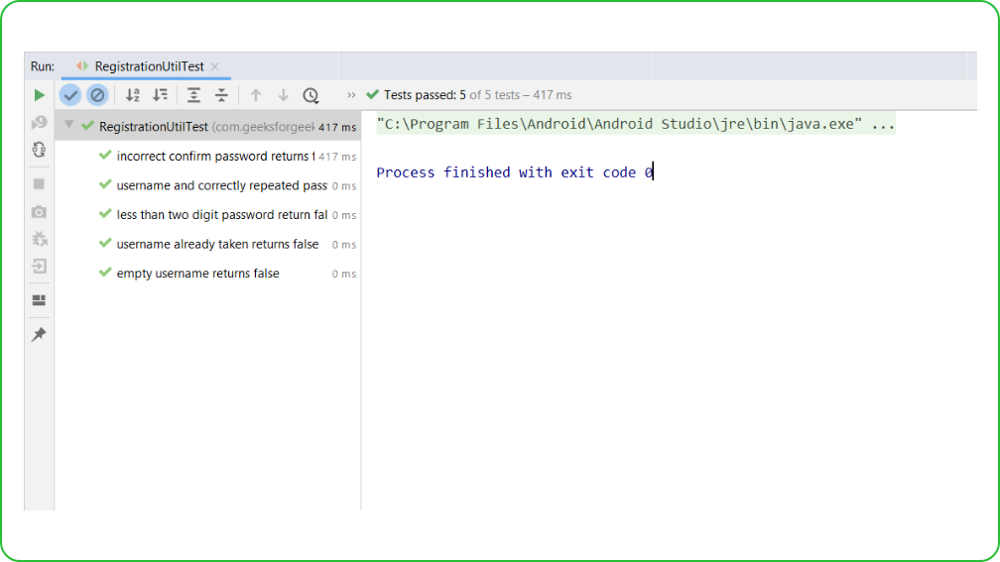 Run: RegistrationUtilTest
Tests passed: 5 of 5 tests – 417 ms
RegistrationUtilTest (com.geeksforgeek 417 ms
incorrect confirm password returns 417 ms
username and correctly repeated pass 0 ms
less than two digit password return fal 0 ms
username already taken returns false 0 ms
empty username returns false 0 ms
"C:\Program Files\Android\Android Studio\jre\bin\java.exe" ...
Process finished with exit code 0